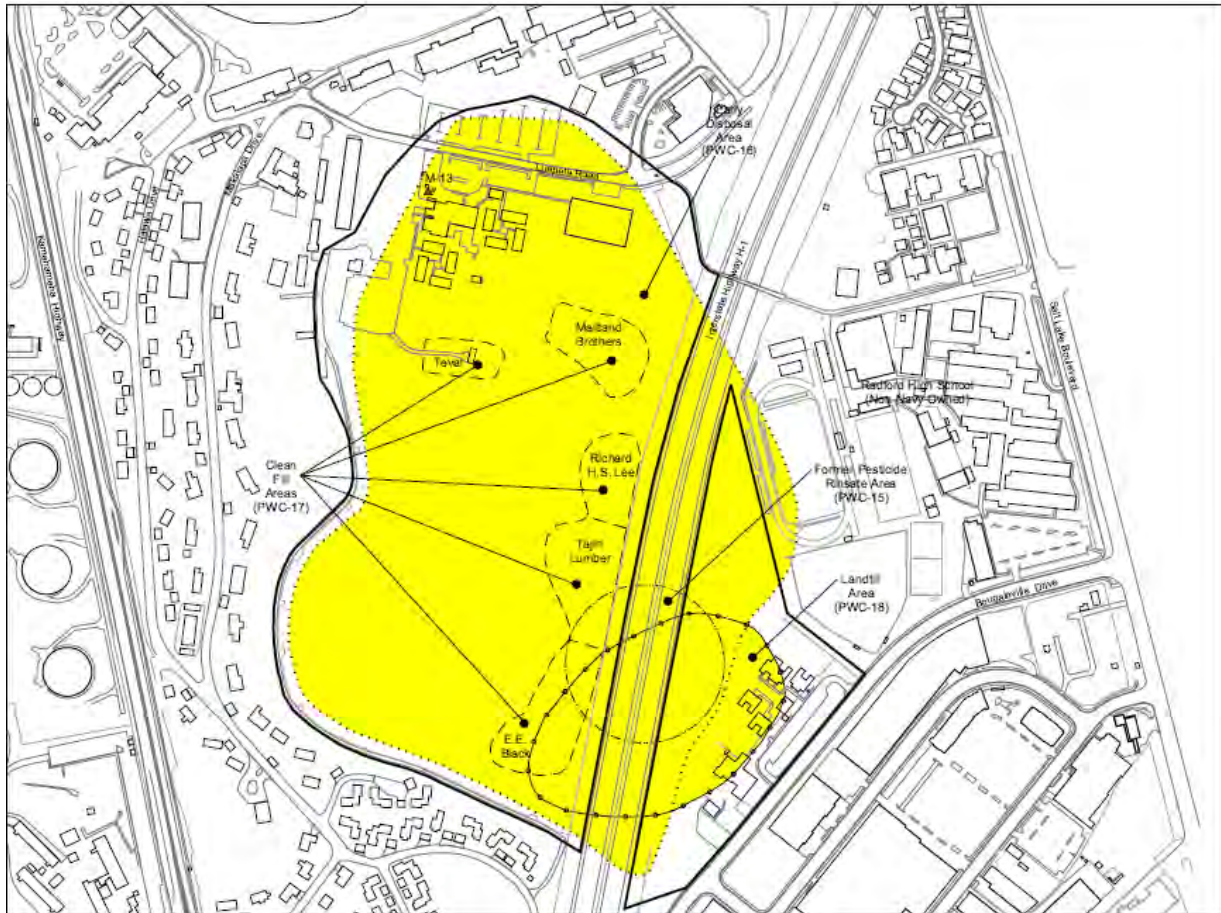 Early
Disposal
Area
(PWC-16)
M-13
Interstate Highway H-1
Kamehameha Highway
Salt Lake Boulevard
Maitland
Brothers
Radford High School
(Non-Navy Owned)
Richard
H.S. Lee
Clean
Fill
Areas
(PWC-17)
Former Pesticide
Rinsate Area
(PWC-15)
Tajiri
Lumber
Landfill
Area
(PWC-18)
Bougainville Drive
E.E.
Black